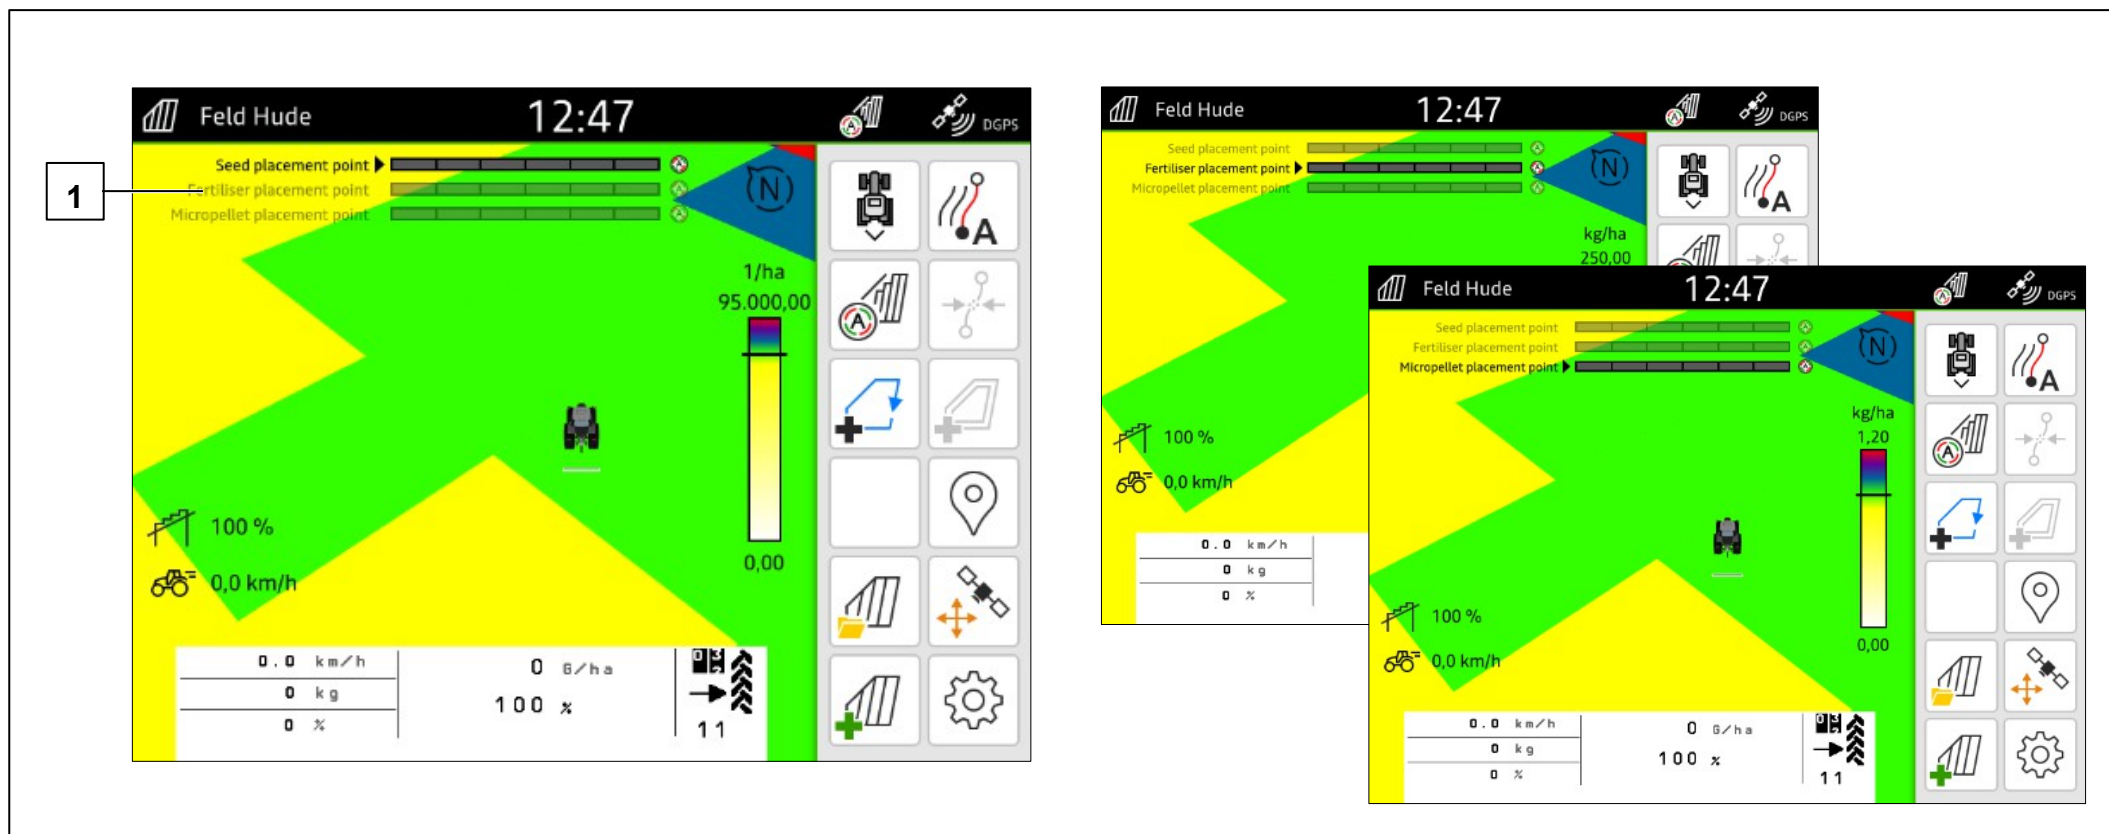 1
Feld Hude 12:47 DGPS
Seed placement point
Fertiliser placement point
Micropellet placement point
N
A
1/ha
95.000,00
A
0,00
100 %
0,0 km/h
0.0 km/h
0 kg
0 %
0 G/ha
100 %
11
Feld Hude 12:47 DGPS
Seed placement point
Fertiliser placement point
Micropellet placement point
N
A
kg/ha
250,00
100 %
0,0 km/h
0.0 km/h
0 kg
0 %
Feld Hude 12:47 DGPS
Seed placement point
Fertiliser placement point
Micropellet placement point
N
A
kg/ha
1,20
A
0,00
100 %
0,0 km/h
0.0 km/h
0 kg
0 %
0 G/ha
100 %
11